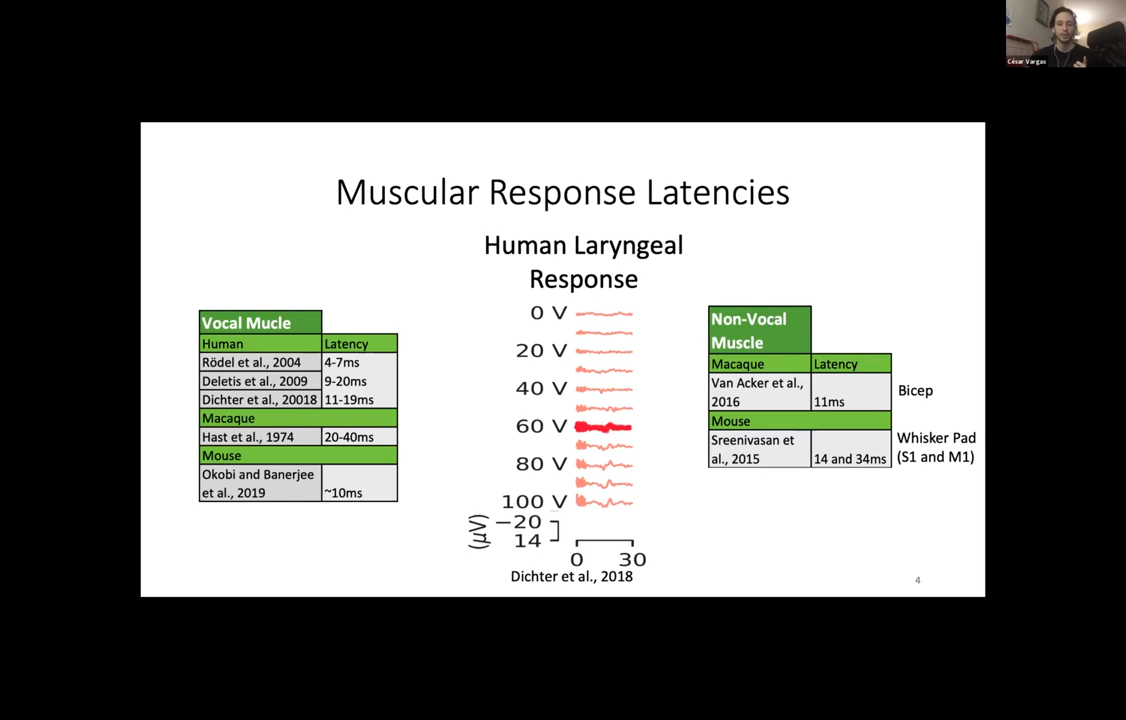 César Vargas
Muscular Response Latencies
Human Laryngeal
Response
Vocal Mucle
Human Latency
Rödel et al., 2004 4-7ms
Deletis et al., 2009 9-20ms
Dichter et al., 20018 11-19ms
Macaque
Hast et al., 1974 20-40ms
Mouse
Okobi and Banerjee
et al., 2019 ~10ms
0 V
20 V
40 V
60 V
80 V
100 V
(µV)
−20
14
0 30
Dichter et al., 2018
Non-Vocal
Muscle
Macaque Latency
Van Acker et al.,
2016 11ms
Bicep
Mouse
Sreenivasan et
al., 2015 14 and 34ms
Whisker Pad
(S1 and M1)
4